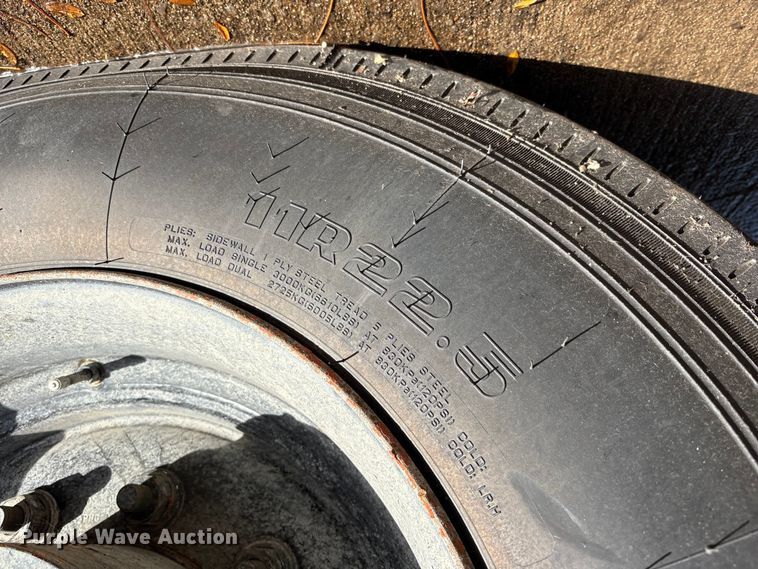 11R22.5
PLIES: SIDEWALL 1 PLY STEEL TREAD 5 PLIES STEEL
MAX. LOAD SINGLE 3000KG(6610LBS) AT 830KPa(120PSI) COLD.
MAX. LOAD DUAL 2725KG(6005LBS) AT 830KPa(120PSI) COLD. LR.H
Purple Wave Auction